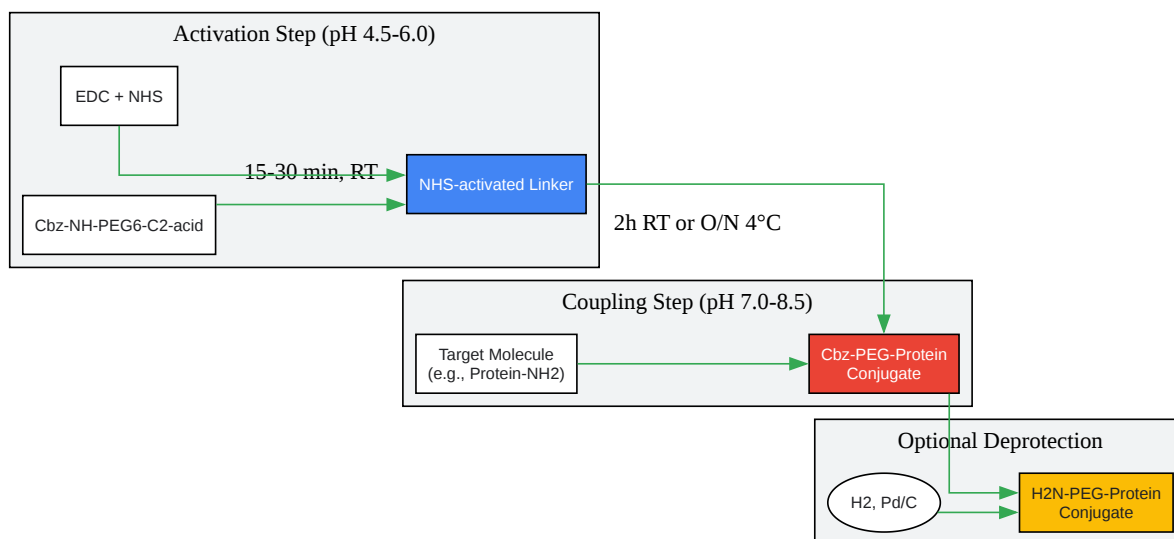 Activation Step (pH 4.5-6.0)
EDC + NHS
15-30 min, RT
NHS-activated Linker
Cbz-NH-PEG6-C2-acid
2h RT or O/N 4°C
Coupling Step (pH 7.0-8.5)
Target Molecule
(e.g., Protein-NH2)
Cbz-PEG-Protein
Conjugate
Optional Deprotection
H2, Pd/C
H2N-PEG-Protein
Conjugate